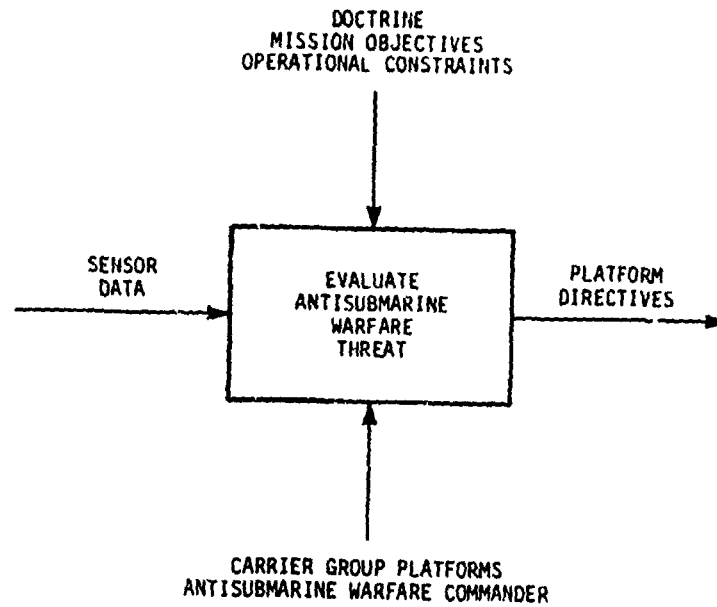 DOCTRINE
MISSION OBJECTIVES
OPERATIONAL CONSTRAINTS
SENSOR
DATA
EVALUATE
ANTISUBMARINE
WARFARE
THREAT
PLATFORM
DIRECTIVES
CARRIER GROUP PLATFORMS
ANTISUBMARINE WARFARE COMMANDER